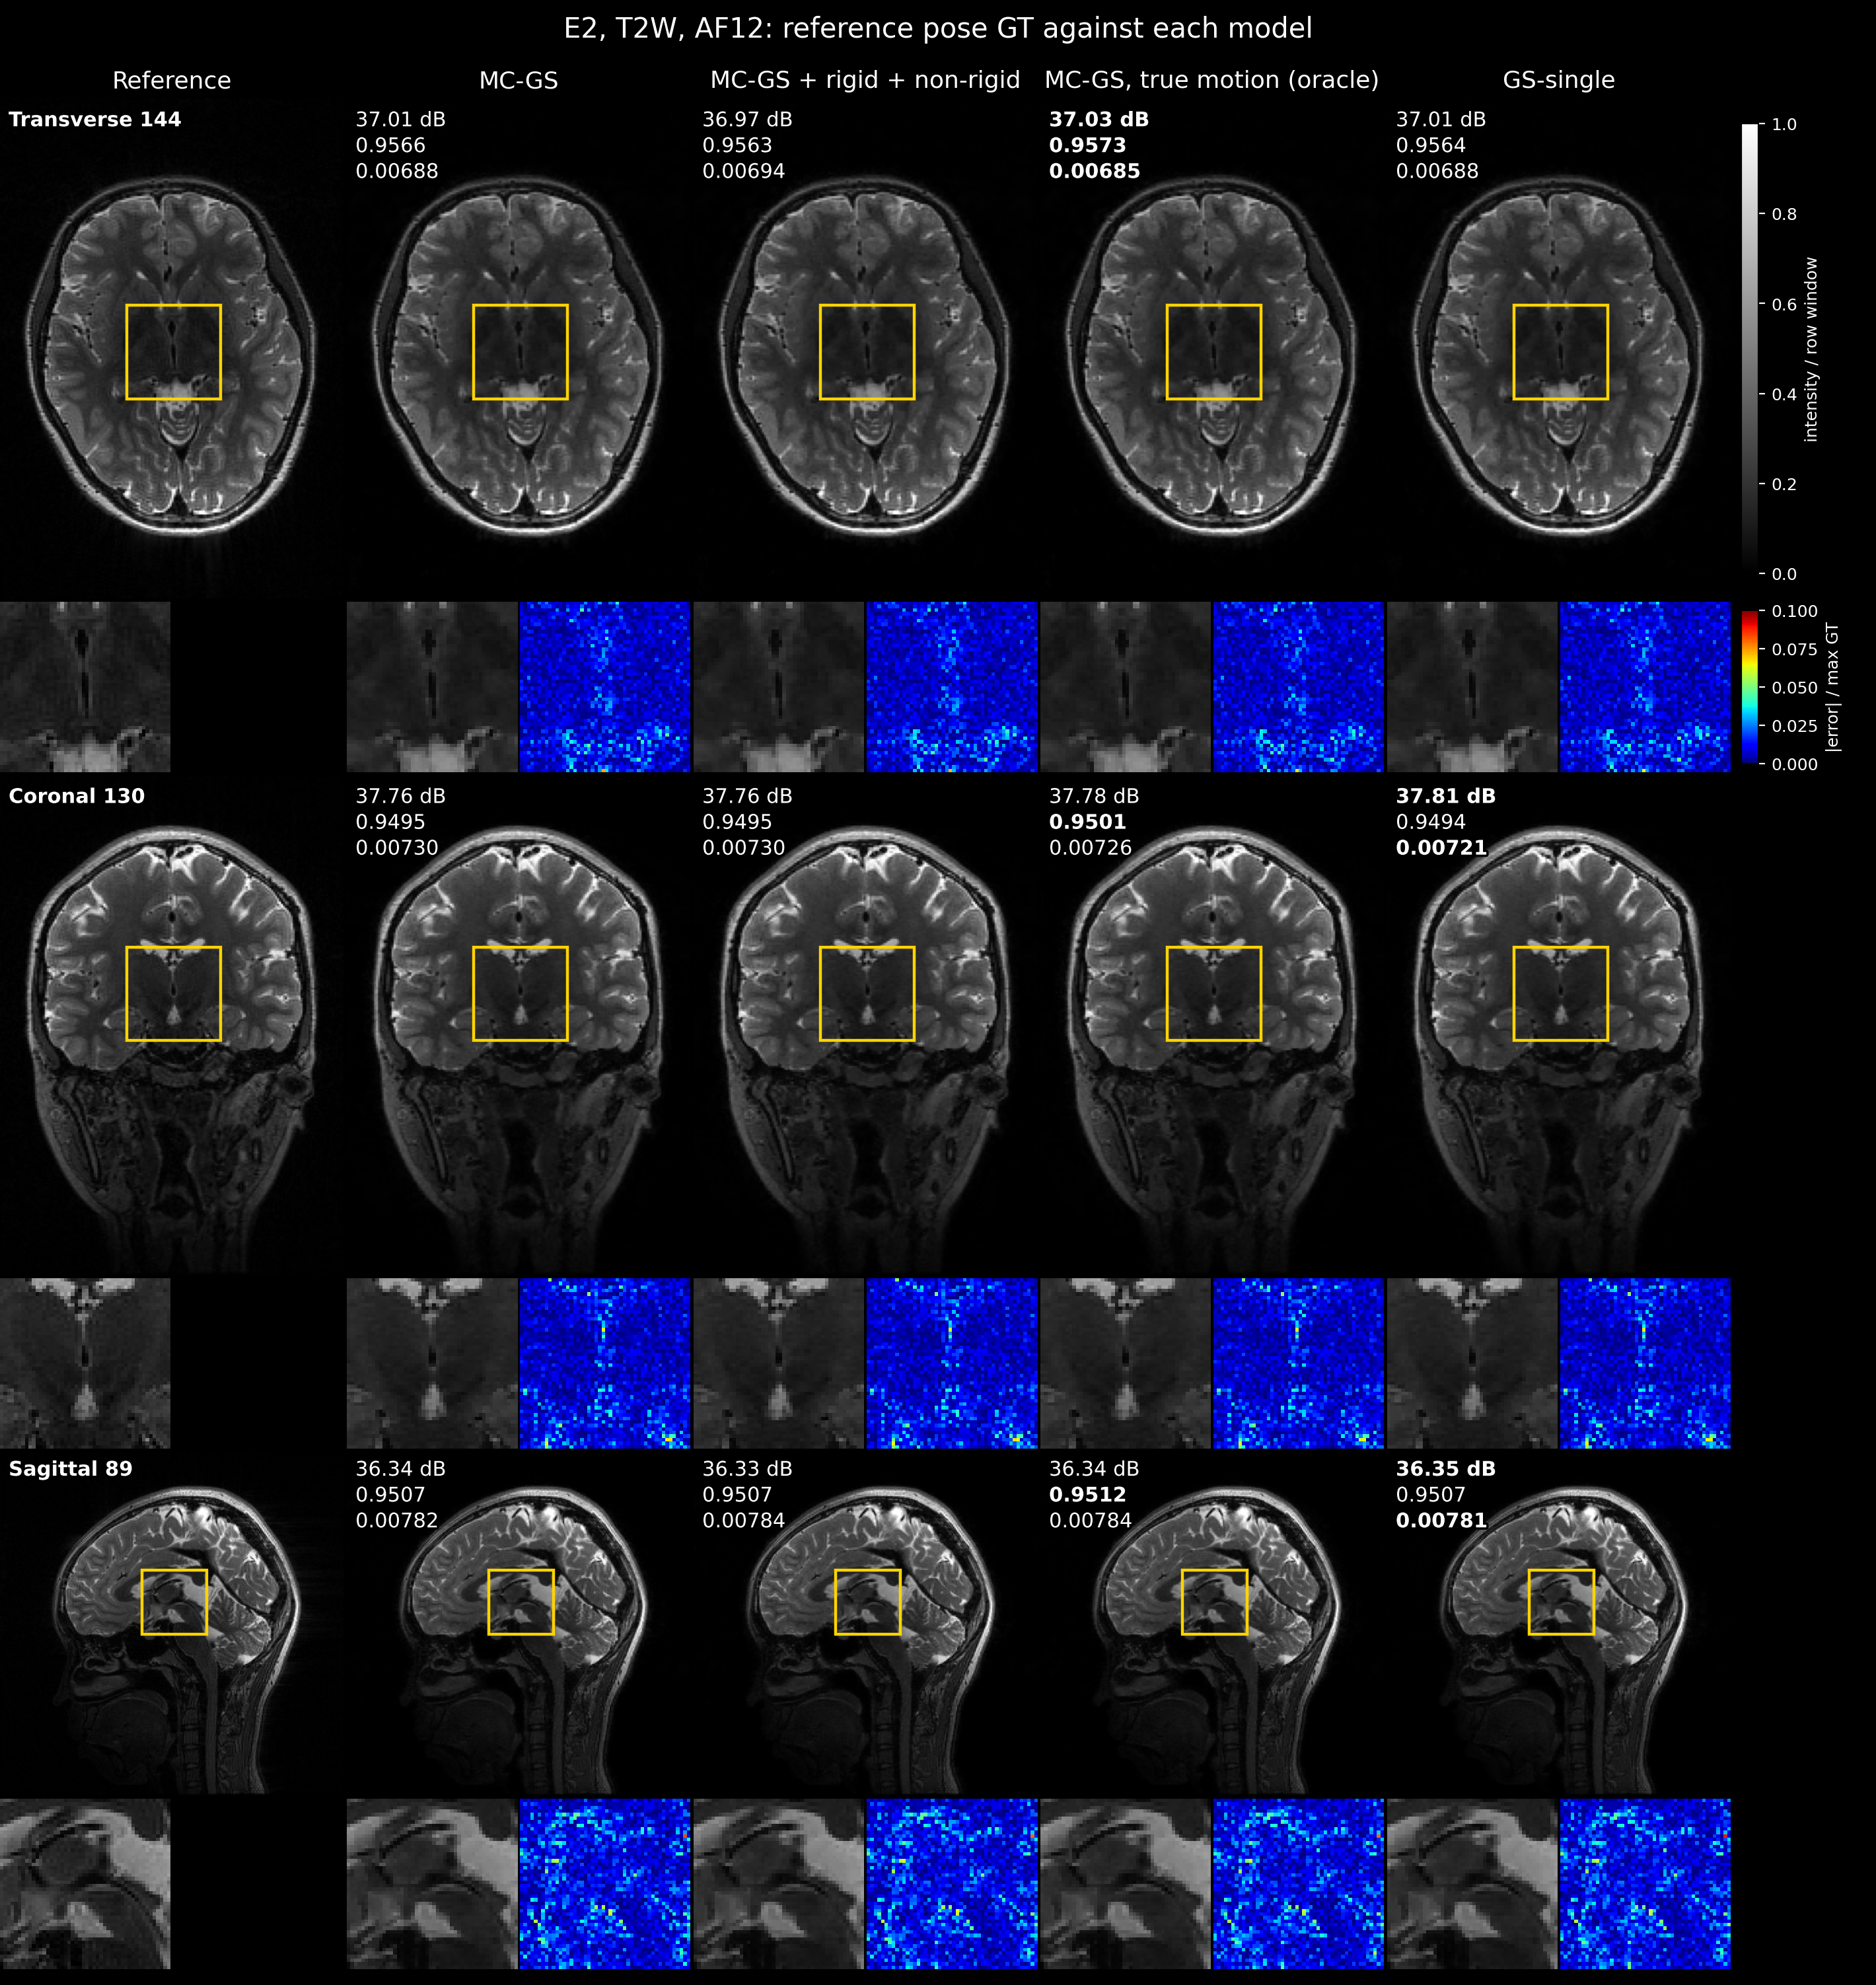 E2, T2W, AF12: reference pose GT against each model
Reference
MC-GS
MC-GS + rigid + non-rigid
MC-GS, true motion (oracle)
GS-single
Transverse 144
37.01 dB
0.9566
0.00688
36.97 dB
0.9563
0.00694
37.03 dB
0.9573
0.00685
37.01 dB
0.9564
0.00688
1.0
0.8
0.6
0.4
0.2
0.0
intensity / row window
0.100
0.075
0.050
0.025
0.000
|error| / max GT
Coronal 130
37.76 dB
0.9495
0.00730
37.76 dB
0.9495
0.00730
37.78 dB
0.9501
0.00726
37.81 dB
0.9494
0.00721
Sagittal 89
36.34 dB
0.9507
0.00782
36.33 dB
0.9507
0.00784
36.34 dB
0.9512
0.00784
36.35 dB
0.9507
0.00781